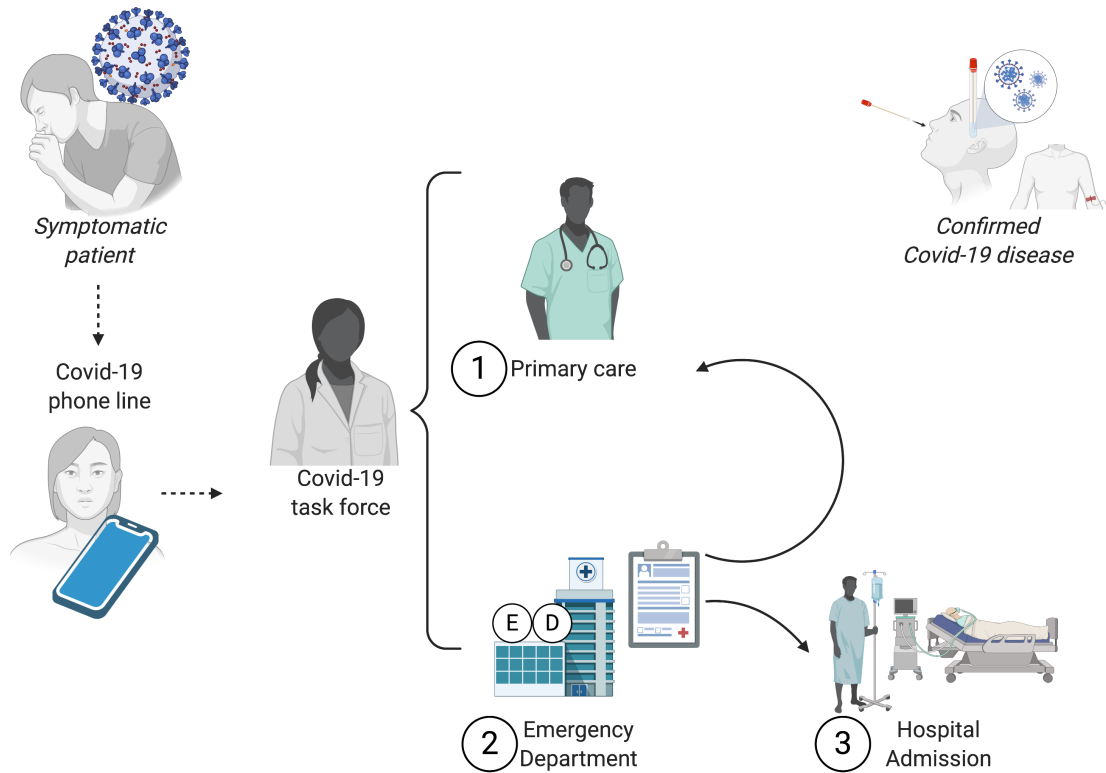 Symptomatic
patient
Confirmed
Covid-19 disease
Covid-19
phone line
Covid-19
task force
1 Primary care
E D
2 Emergency
Department
3 Hospital
Admission